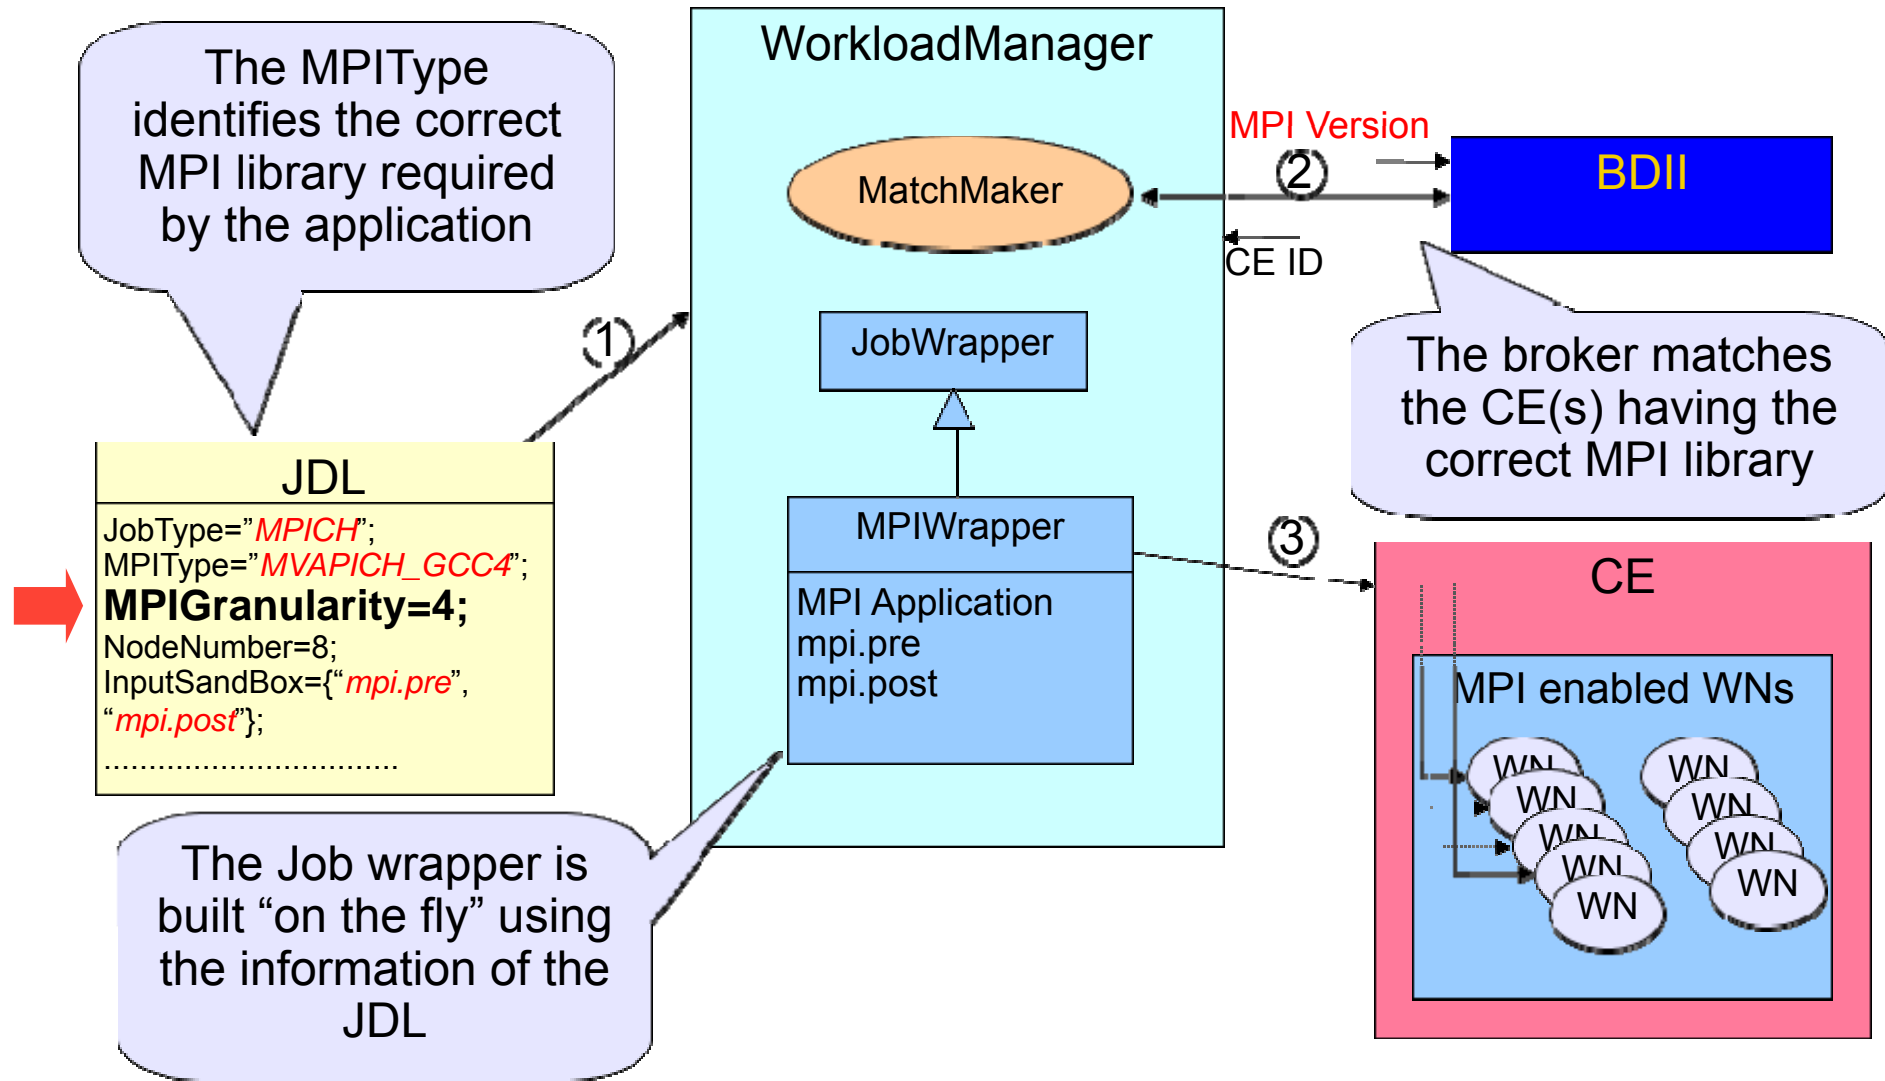 The MPIType
identifies the correct
MPI library required
by the application
WorkloadManager
MatchMaker
MPI Version
2
CE ID
BDII
The broker matches
the CE(s) having the
correct MPI library
1
JobWrapper
JDL
JobType=”MPICH”;
MPIType=”MVAPICH_GCC4”;
MPIGranularity=4;
NodeNumber=8;
InputSandBox={“mpi.pre”,
“mpi.post”};
.................................
MPIWrapper
MPI Application
mpi.pre
mpi.post
3
CE
MPI enabled WNs
WN
WN
WN
WN
WN
WN
WN
WN
WN
The Job wrapper is
built “on the fly” using
the information of the
JDL